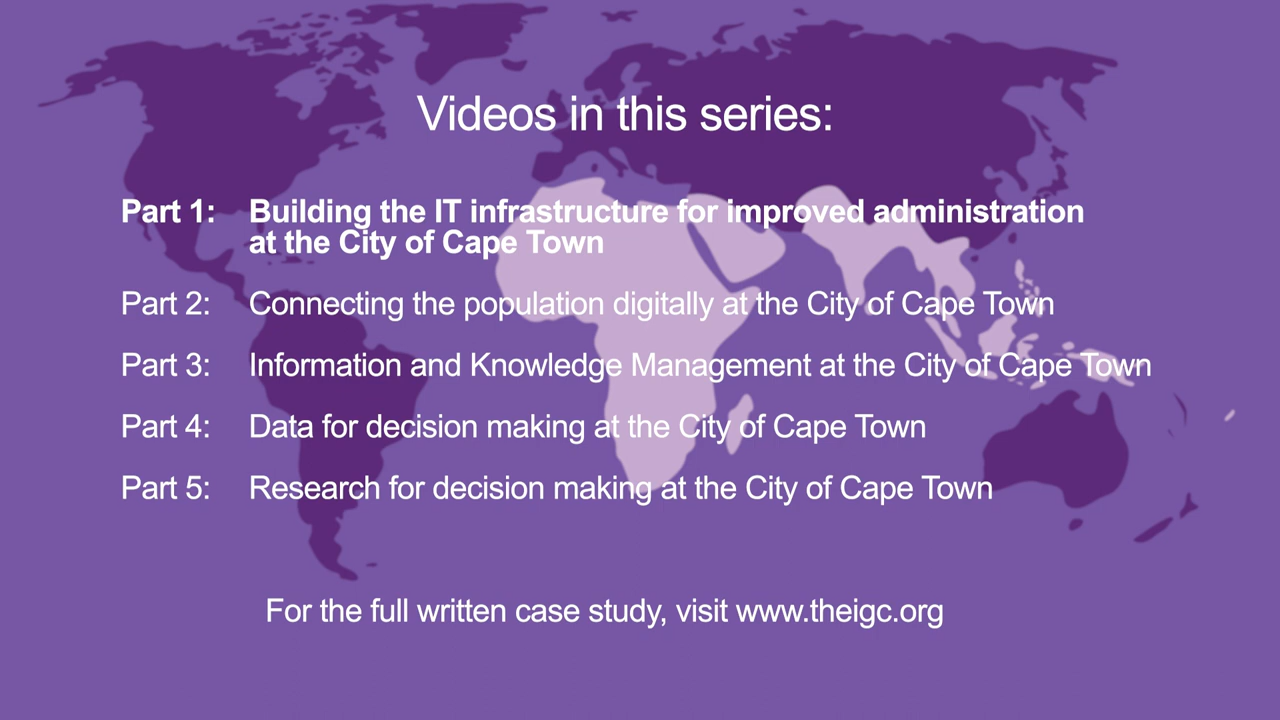 Videos in this series:
Part 1: Building the IT infrastructure for improved administration
at the City of Cape Town
Part 2: Connecting the population digitally at the City of Cape Town
Part 3: Information and Knowledge Management at the City of Cape Town
Part 4: Data for decision making at the City of Cape Town
Part 5: Research for decision making at the City of Cape Town
For the full written case study, visit www.theigc.org